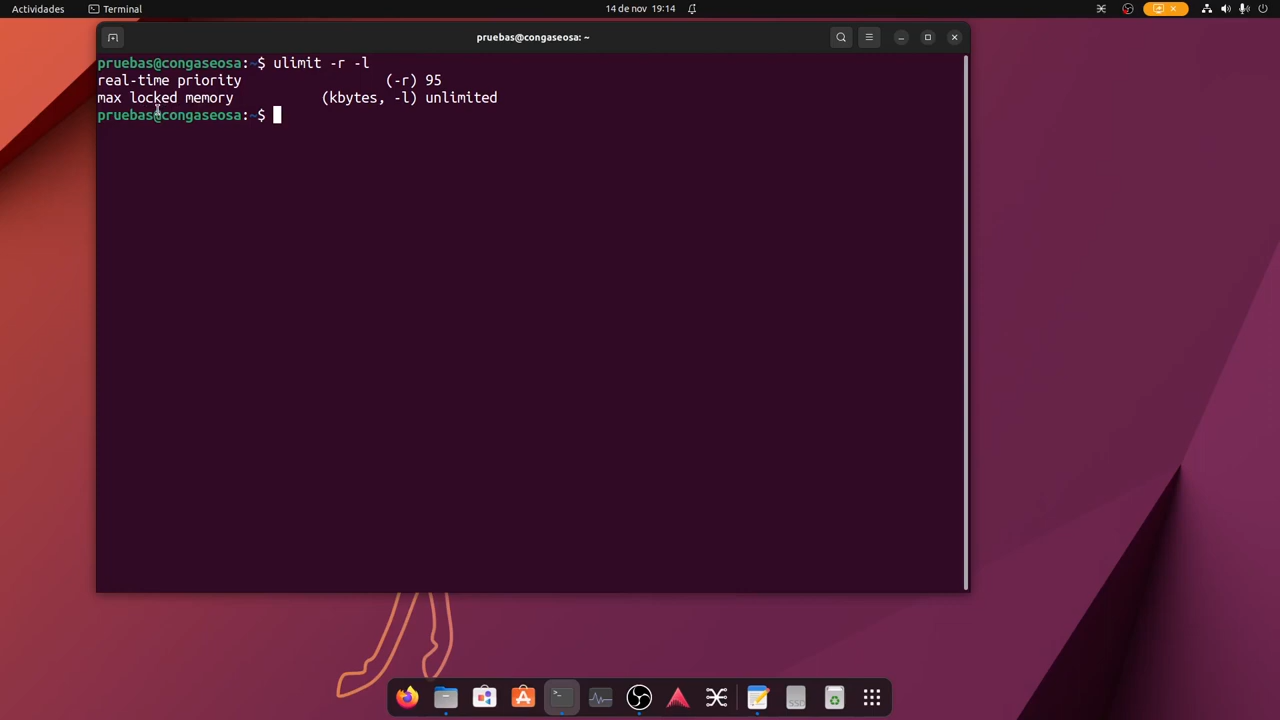 Actividades
Terminal
14 de nov 19:14
pruebas@congaseosa: ~
pruebas@congaseosa:~$ ulimit -r -l
real-time priority (-r) 95
max locked memory (kbytes, -l) unlimited
pruebas@congaseosa:~$
SSD